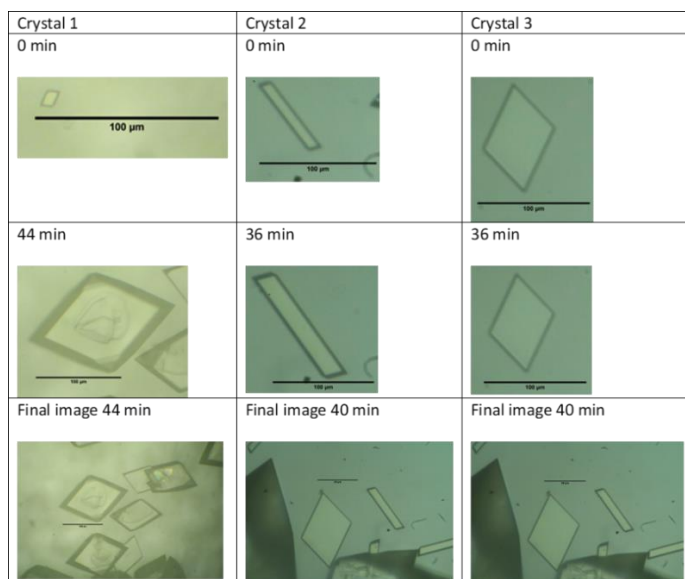 Crystal 1 Crystal 2 Crystal 3
0 min 0 min 0 min
100 µm 100 µm 100 µm
44 min 36 min 36 min
100 µm 100 µm 100 µm
Final image 44 min Final image 40 min Final image 40 min